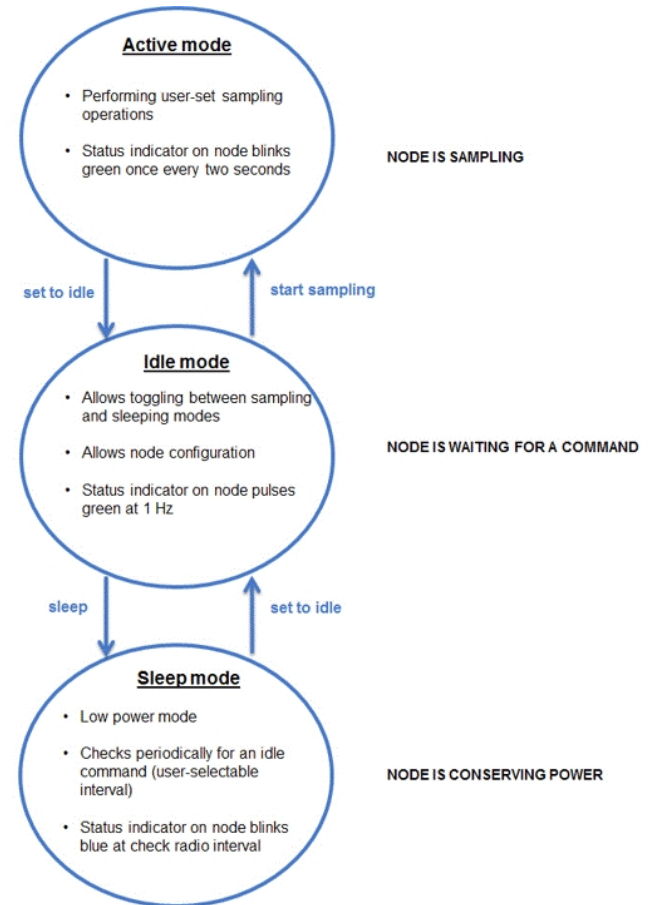 Active mode
• Performing user-set sampling
operations
• Status indicator on node blinks
green once every two seconds
NODE IS SAMPLING
set to idle
start sampling
Idle mode
• Allows toggling between sampling
and sleeping modes
• Allows node configuration
• Status indicator on node pulses
green at 1 Hz
NODE IS WAITING FOR A COMMAND
sleep
set to idle
Sleep mode
• Low power mode
• Checks periodically for an idle
command (user-selectable
interval)
• Status indicator on node blinks
blue at check radio interval
NODE IS CONSERVING POWER